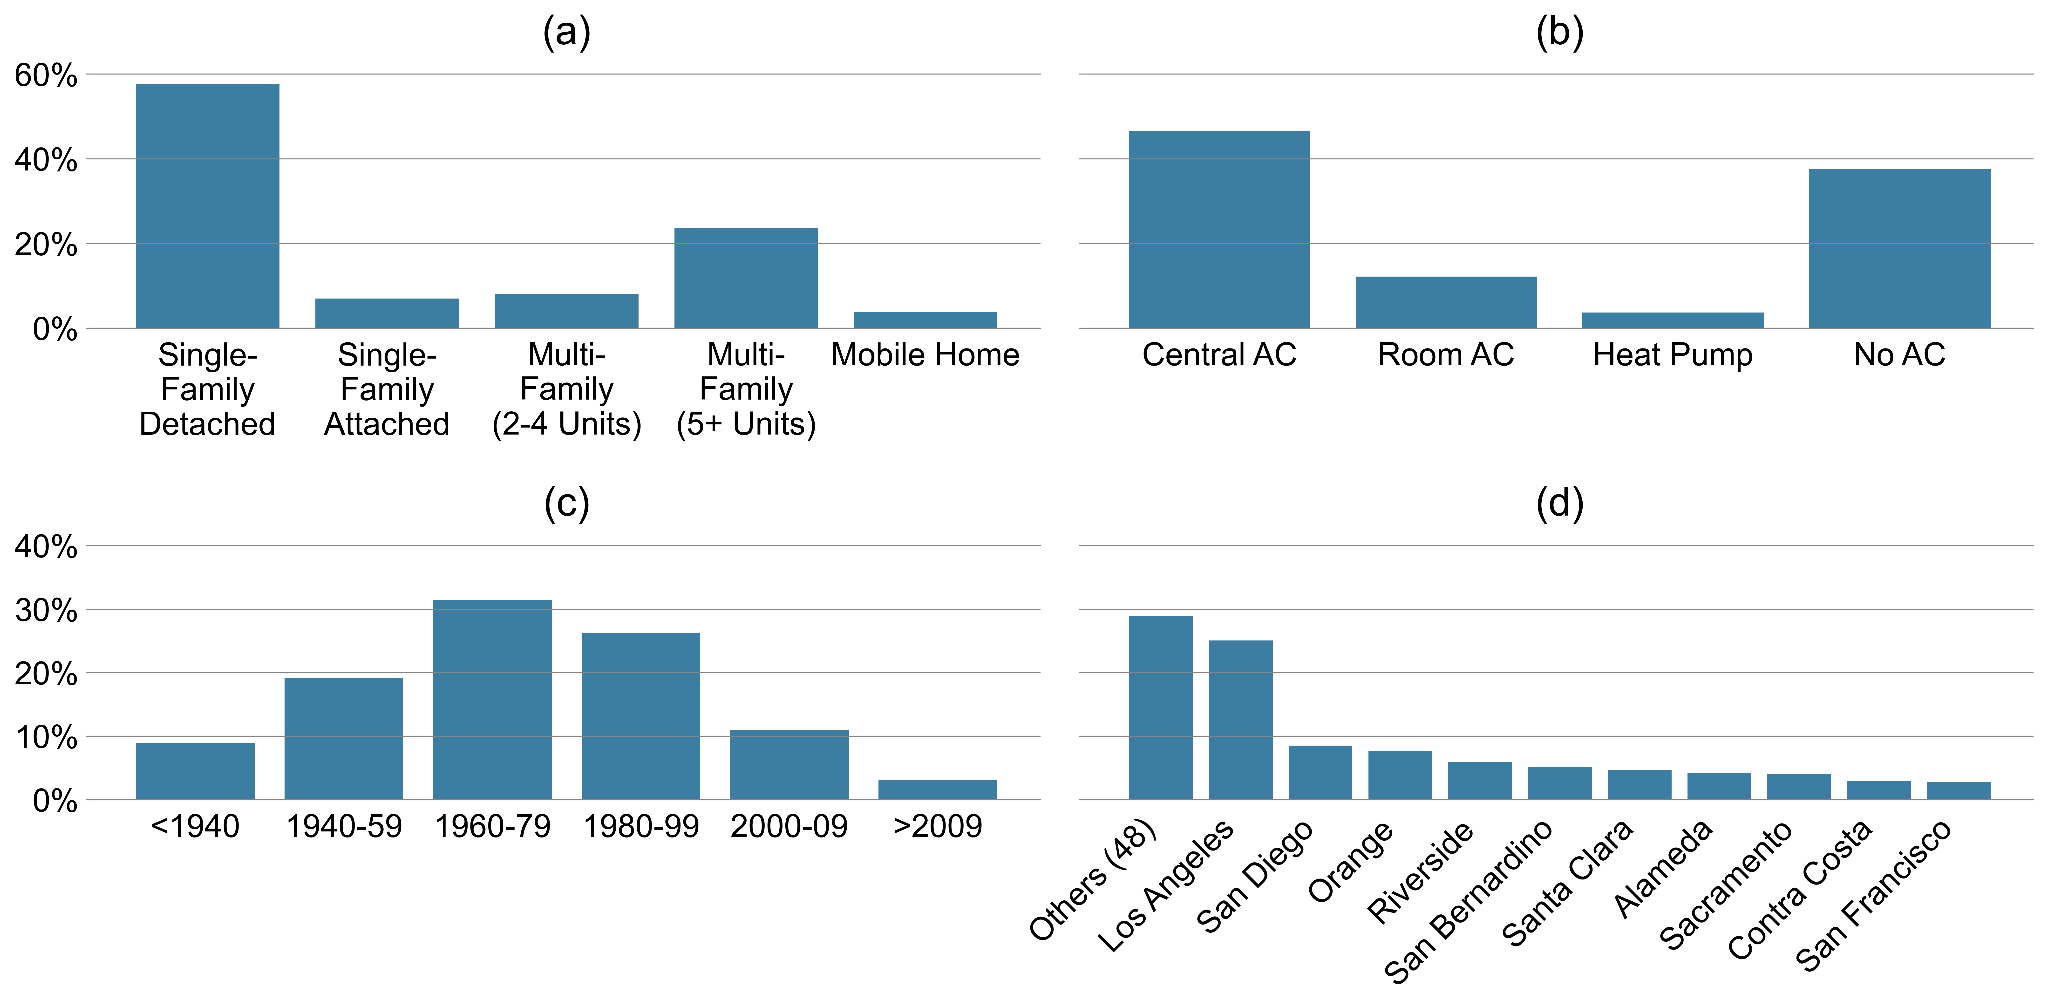 (a)
60%
40%
20%
0%
Single-
Family
Detached
Single-
Family
Attached
Multi-
Family
(2-4 Units)
Multi-
Family
(5+ Units)
Mobile Home
(b)
Central AC
Room AC
Heat Pump
No AC
(c)
40%
30%
20%
10%
0%
<1940
1940-59
1960-79
1980-99
2000-09
>2009
(d)
Others (48)
Los Angeles
San Diego
Orange
Riverside
San Bernardino
Santa Clara
Alameda
Sacramento
Contra Costa
San Francisco